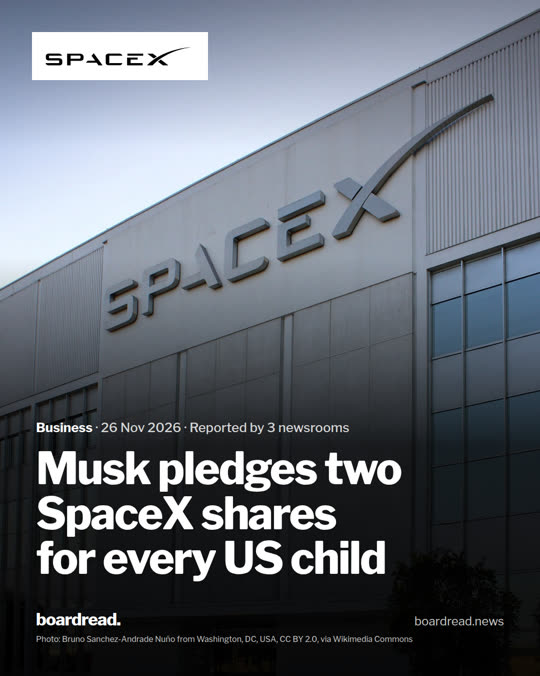 SPACEX
SPACEX
Business · 26 Nov 2026 · Reported by 3 newsrooms
Musk pledges two
SpaceX shares
for every US child
boardread.
boardread.news
Photo: Bruno Sanchez-Andrade Nuño from Washington, DC, USA, CC BY 2.0, via Wikimedia Commons